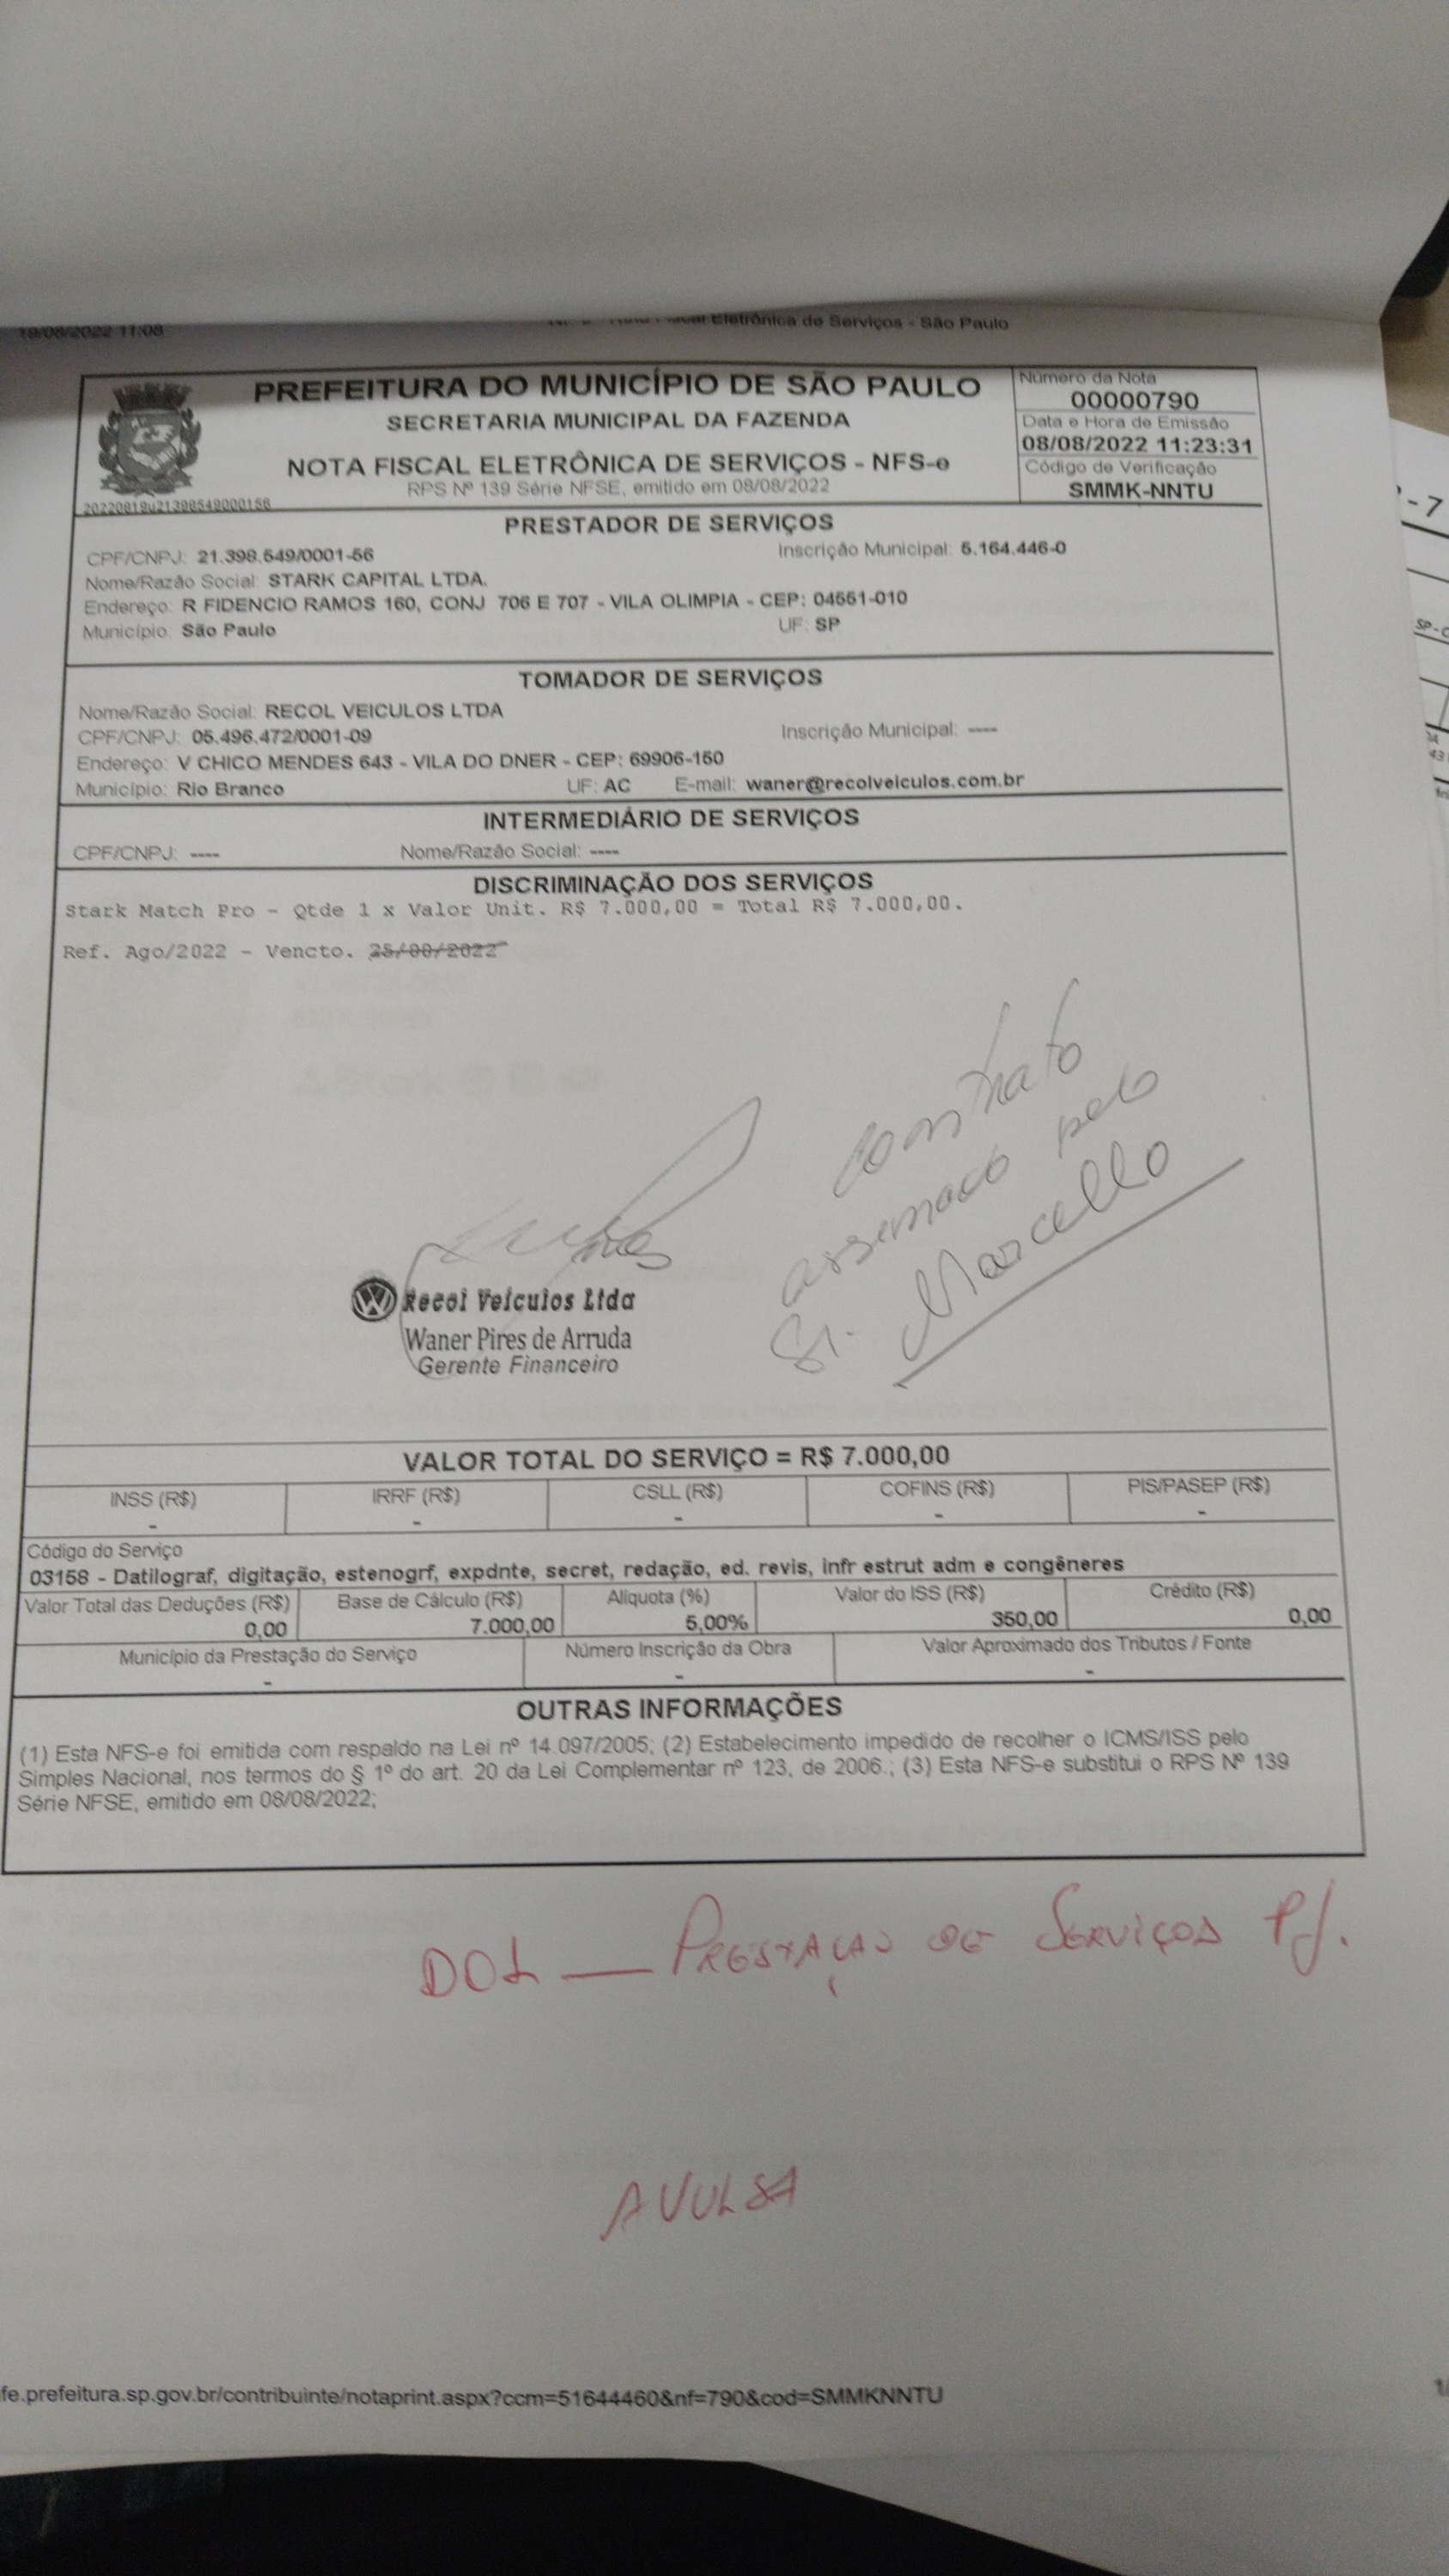 19/08/2022 11:08
Eletrônica de Serviços - São Paulo
PREFEITURA DO MUNICÍPIO DE SÃO PAULO
SECRETARIA MUNICIPAL DA FAZENDA
NOTA FISCAL ELETRÔNICA DE SERVIÇOS - NFS-e
RPS Nº 139 Série NFSE, emitido em 08/08/2022
20220819u21398549000156
Número da Nota
00000790
Data e Hora de Emissão
08/08/2022 11:23:31
Código de Verificação
SMMK-NNTU
PRESTADOR DE SERVIÇOS
CPF/CNPJ: 21.398.549/0001-56 Inscrição Municipal: 5.164.446-0
Nome/Razão Social: STARK CAPITAL LTDA.
Endereço: R FIDENCIO RAMOS 160, CONJ 706 E 707 - VILA OLIMPIA - CEP: 04551-010
Município: São Paulo UF: SP
TOMADOR DE SERVIÇOS
Nome/Razão Social: RECOL VEICULOS LTDA
CPF/CNPJ: 05.496.472/0001-09 Inscrição Municipal: ----
Endereço: V CHICO MENDES 643 - VILA DO DNER - CEP: 69906-150
Município: Rio Branco UF: AC E-mail: waner@recolveiculos.com.br
INTERMEDIÁRIO DE SERVIÇOS
CPF/CNPJ: ---- Nome/Razão Social: ----
DISCRIMINAÇÃO DOS SERVIÇOS
Stark Match Pro - Qtde 1 x Valor Unit. R$ 7.000,00 = Total R$ 7.000,00.
Ref. Ago/2022 - Vencto. 25/08/2022
contrato
assinado pelo
Sr. Marcello
Recol Veículos Ltda
Waner Pires de Arruda
Gerente Financeiro
VALOR TOTAL DO SERVIÇO = R$ 7.000,00
INSS (R$) IRRF (R$) CSLL (R$) COFINS (R$) PIS/PASEP (R$)
- - - - -
Código do Serviço
03158 - Datilograf, digitação, estenogrf, expdnte, secret, redação, ed. revis, infr estrut adm e congêneres
Valor Total das Deduções (R$) Base de Cálculo (R$) Alíquota (%) Valor do ISS (R$) Crédito (R$)
0,00 7.000,00 5,00% 350,00 0,00
Município da Prestação do Serviço Número Inscrição da Obra Valor Aproximado dos Tributos / Fonte
- - -
OUTRAS INFORMAÇÕES
(1) Esta NFS-e foi emitida com respaldo na Lei nº 14.097/2005; (2) Estabelecimento impedido de recolher o ICMS/ISS pelo
Simples Nacional, nos termos do § 1º do art. 20 da Lei Complementar nº 123, de 2006.; (3) Esta NFS-e substitui o RPS Nº 139
Série NFSE, emitido em 08/08/2022;
PRESTAÇÃO DE SERVIÇOS PJ.
AVULSA
fe.prefeitura.sp.gov.br/contribuinte/notaprint.aspx?ccm=51644460&nf=790&cod=SMMKNNTU